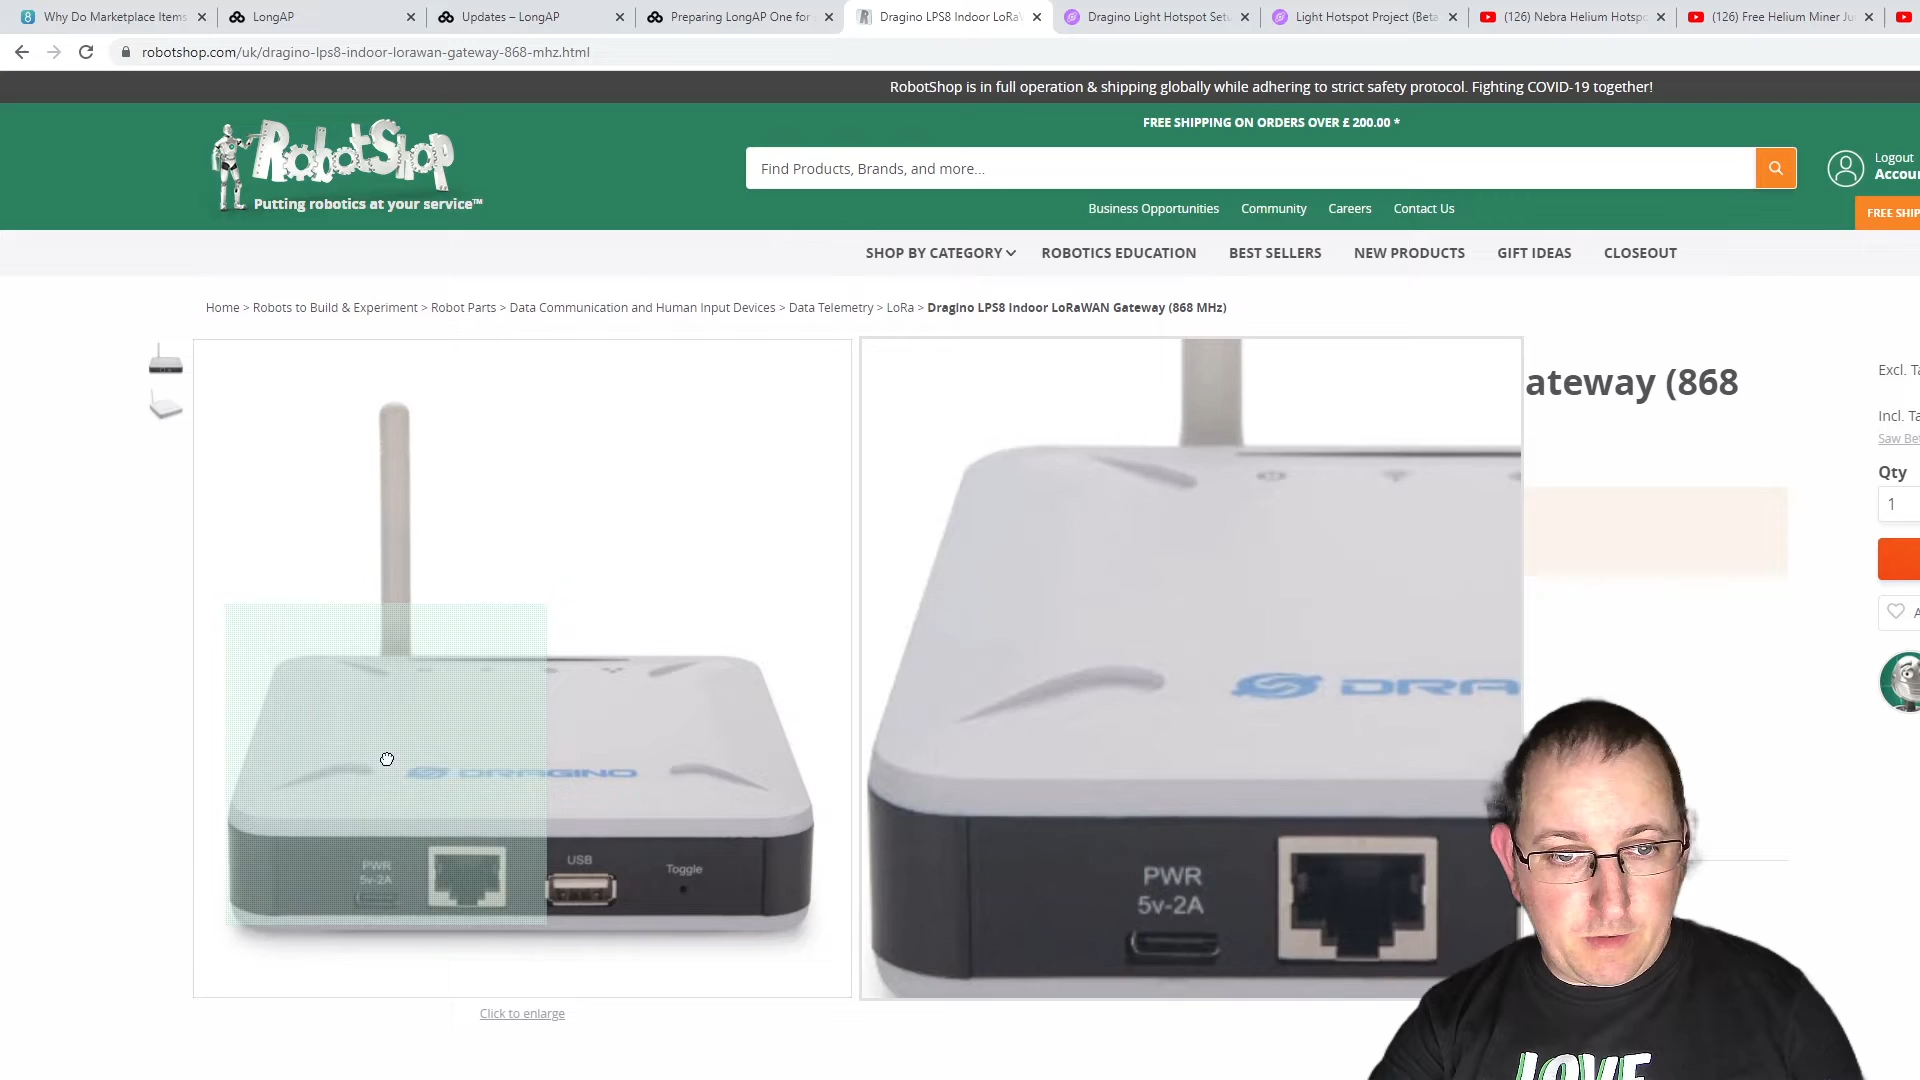 Why Do Marketplace Items
LongAP
Updates – LongAP
Preparing LongAP One for
Dragino LPS8 Indoor LoRaW
Dragino Light Hotspot Setu
Light Hotspot Project (Beta
(126) Nebra Helium Hotspo
(126) Free Helium Miner Ju
robotshop.com/uk/dragino-lps8-indoor-lorawan-gateway-868-mhz.html
RobotShop is in full operation & shipping globally while adhering to strict safety protocol. Fighting COVID-19 together!
FREE SHIPPING ON ORDERS OVER £ 200.00 *
RobotShop
Putting robotics at your service™
Find Products, Brands, and more...
Logout
Accoun
Business Opportunities Community Careers Contact Us
FREE SHIP
SHOP BY CATEGORY ROBOTICS EDUCATION BEST SELLERS NEW PRODUCTS GIFT IDEAS CLOSEOUT
Home > Robots to Build & Experiment > Robot Parts > Data Communication and Human Input Devices > Data Telemetry > LoRa > Dragino LPS8 Indoor LoRaWAN Gateway (868 MHz)
ateway (868
Excl. Ta
Incl. Ta
Saw Bet
Qty
1
A
DRAGINO
PWR
5v-2A
USB
Toggle
DRA
PWR
5v-2A
Click to enlarge
LOVE